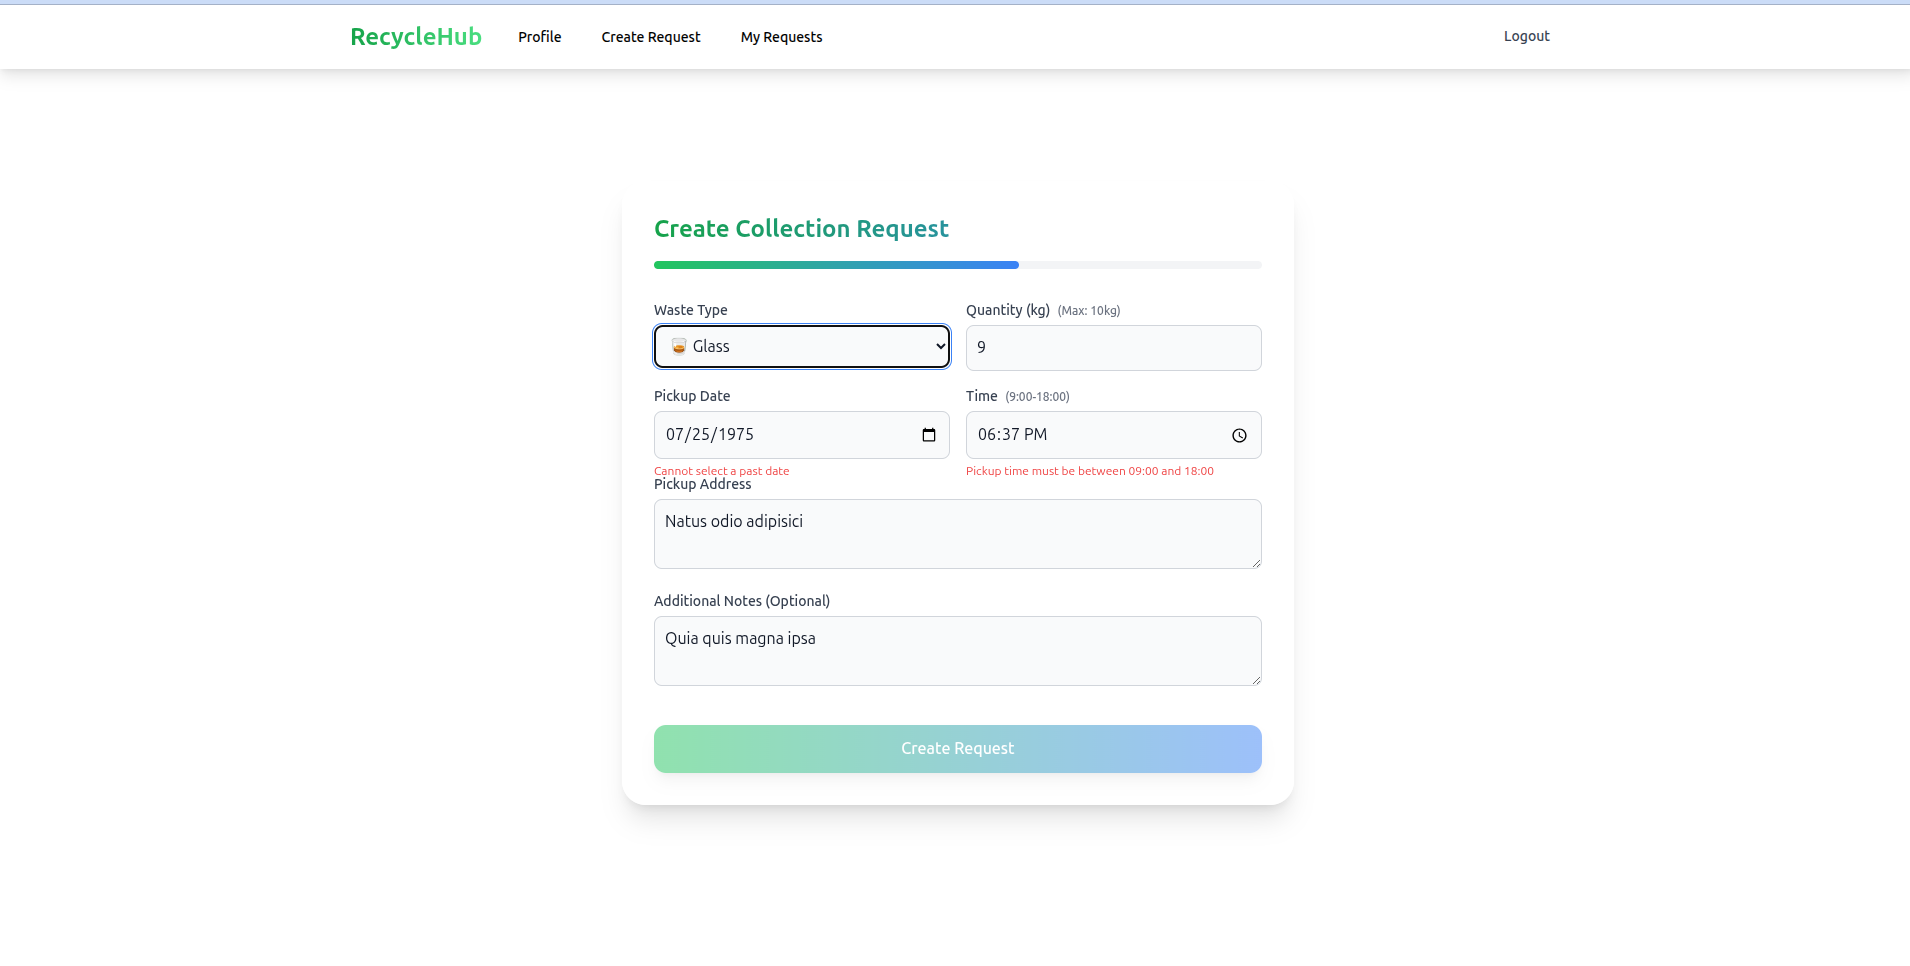 RecycleHub Profile Create Request My Requests Logout
Create Collection Request
Waste Type Quantity (kg) (Max: 10kg)
Glass 9
Pickup Date Time (9:00-18:00)
07/25/1975 06:37 PM
Cannot select a past date Pickup time must be between 09:00 and 18:00
Pickup Address
Natus odio adipisici
Additional Notes (Optional)
Quia quis magna ipsa
Create Request